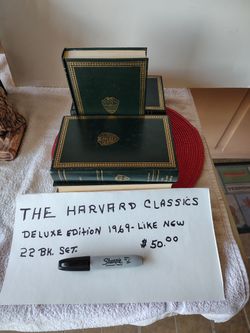 THE HARVARD CLASSICS
DELUXE EDITION 1969- LIKE NEW
22 BK. SET. $50.00
Sharpie